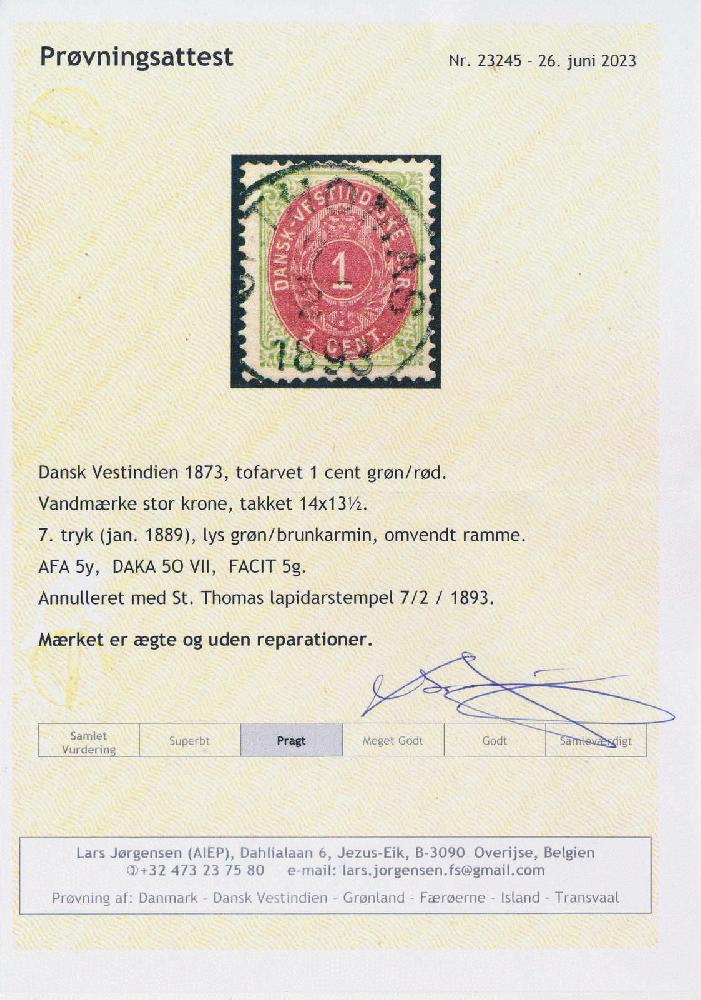 Prøvningsattest
Nr. 23245 - 26. juni 2023
ST THOMAS
DANSK-VESTINDISKE
1
1 CENT.
1893
Dansk Vestindien 1873, tofarvet 1 cent grøn/rød.
Vandmærke stor krone, takket 14x13½.
7. tryk (jan. 1889), lys grøn/brunkarmin, omvendt ramme.
AFA 5y, DAKA 5O VII, FACIT 5g.
Annulleret med St. Thomas lapidarstempel 7/2 / 1893.
Mærket er ægte og uden reparationer.
Samlet Vurdering
Superbt
Pragt
Meget Godt
Godt
Samleværdigt
Lars Jørgensen (AIEP), Dahlialaan 6, Jezus-Eik, B-3090 Overijse, Belgien
✆+32 473 23 75 80 e-mail: lars.jorgensen.fs@gmail.com
Prøvning af: Danmark - Dansk Vestindien - Grønland - Færøerne - Island - Transvaal